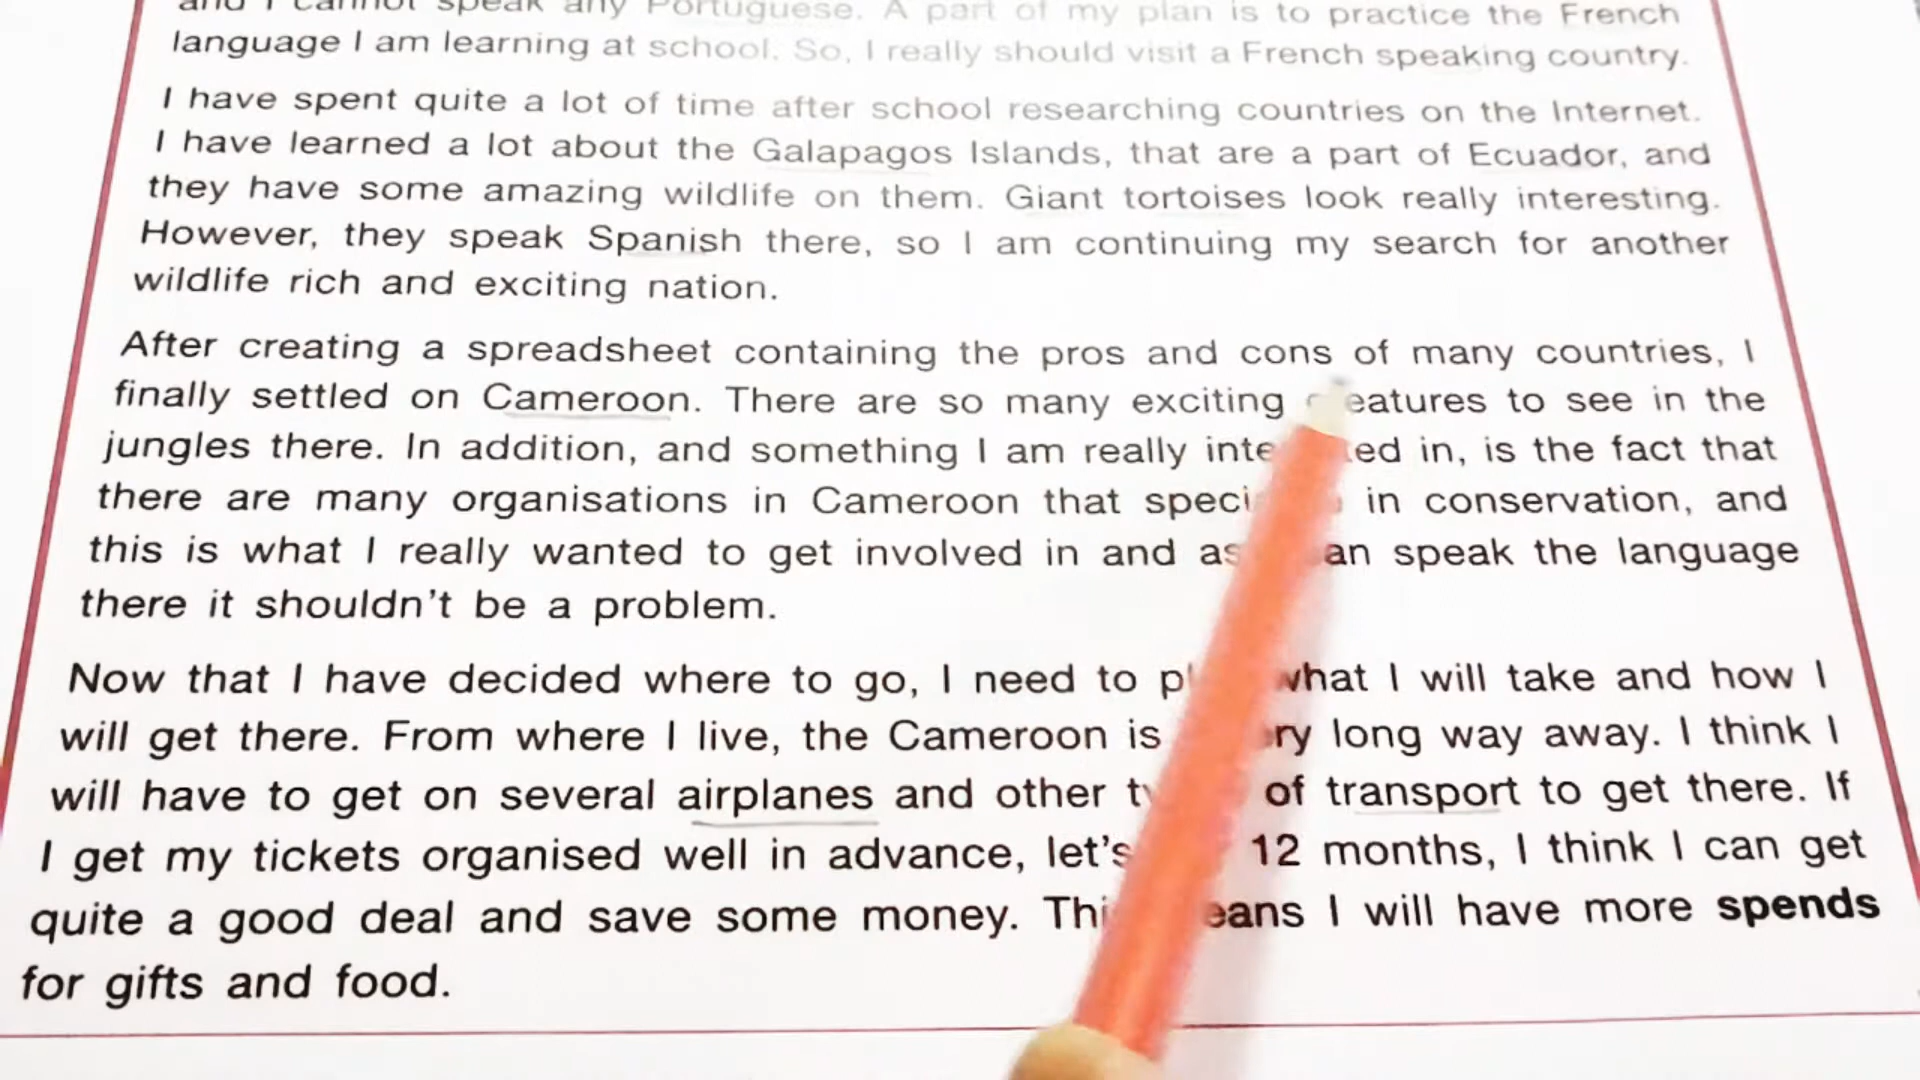 and I cannot speak any Portuguese. A part of my plan is to practice the French
language I am learning at school. So, I really should visit a French speaking country.
I have spent quite a lot of time after school researching countries on the Internet.
I have learned a lot about the Galapagos Islands, that are a part of Ecuador, and
they have some amazing wildlife on them. Giant tortoises look really interesting.
However, they speak Spanish there, so I am continuing my search for another
wildlife rich and exciting nation.
After creating a spreadsheet containing the pros and cons of many countries, I
finally settled on Cameroon. There are so many exciting to see in the
jungles there. In addition, and something I am really in, is the fact that
there are many organisations in Cameroon that in conservation, and
this is what I really wanted to get involved in and as speak the language
there it shouldn't be a problem.
Now that I have decided where to go, I need to what I will take and how I
will get there. From where I live, the Cameroon is long way away. I think I
will have to get on several airplanes and other of transport to get there. If
I get my tickets organised well in advance, let's 12 months, I think I can get
quite a good deal and save some money. I will have more spends
for gifts and food.